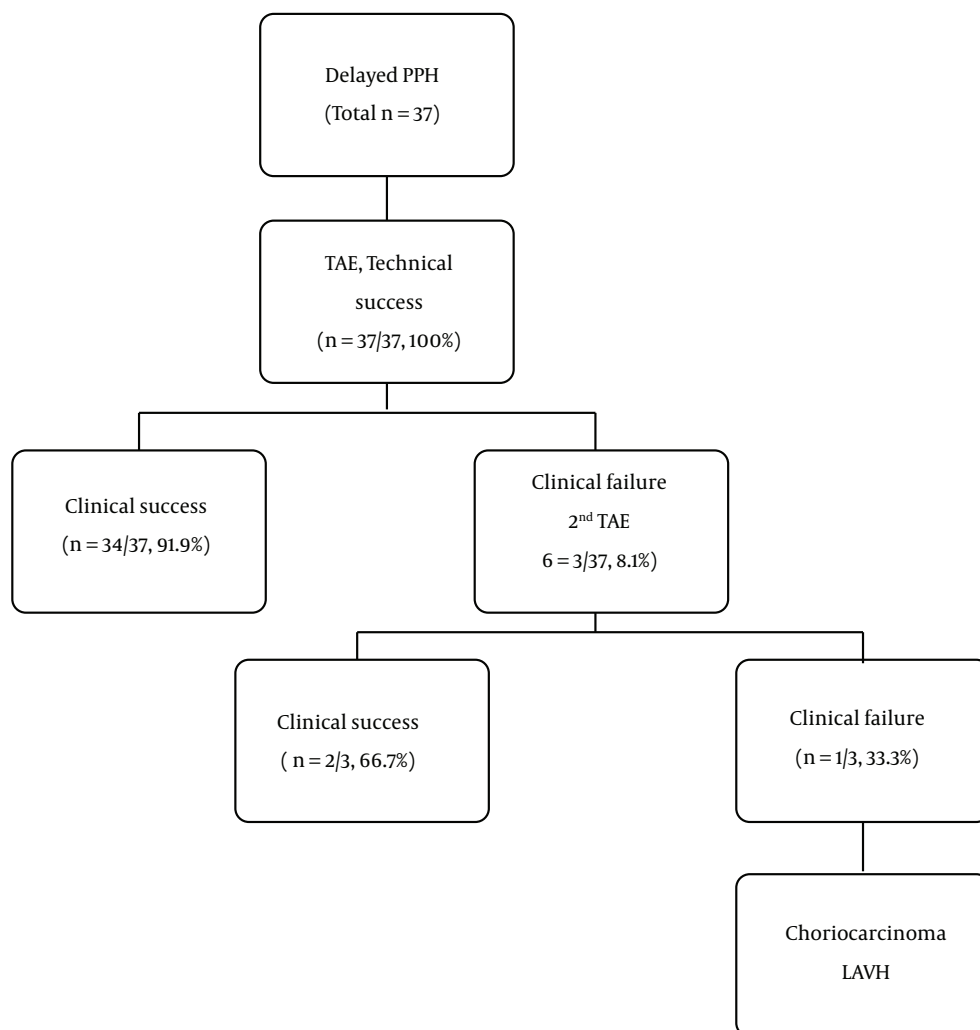 Delayed PPH
(Total n = 37)
TAE, Technical
success
(n = 37/37, 100%)
Clinical success
(n = 34/37, 91.9%)
Clinical failure
2nd TAE
6 = 3/37, 8.1%)
Clinical success
( n = 2/3, 66.7%)
Clinical failure
(n = 1/3, 33.3%)
Choriocarcinoma
LAVH